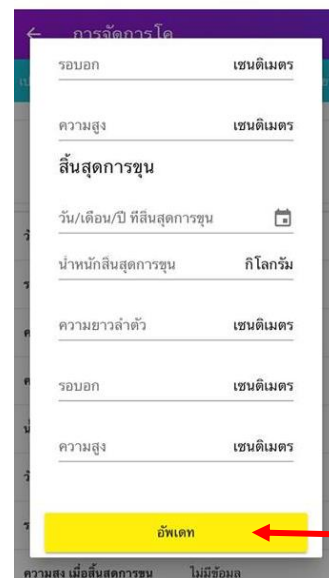 การจัดการโค
รอบอก เซนติเมตร
ความสูง เซนติเมตร
สิ้นสุดการขุน
วัน/เดือน/ปี ที่สิ้นสุดการขุน
น้ำหนักสิ้นสุดการขุน กิโลกรัม
ความยาวลำตัว เซนติเมตร
รอบอก เซนติเมตร
ความสูง เซนติเมตร
อัพเดท
ความสูง เมื่อสิ้นสุดการขุน ไม่มีข้อมูล